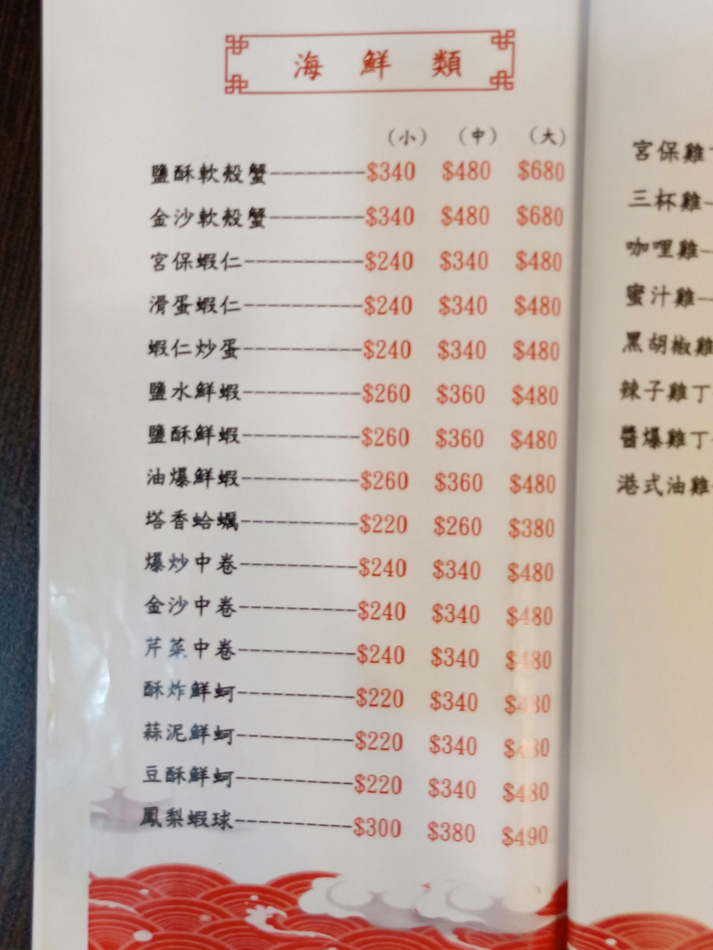 海鮮類
（小）（中）（大）
鹽酥軟殼蟹 $340 $480 $680
金沙軟殼蟹 $340 $480 $680
宮保蝦仁 $240 $340 $480
滑蛋蝦仁 $240 $340 $480
蝦仁炒蛋 $240 $340 $480
鹽水鮮蝦 $260 $360 $480
鹽酥鮮蝦 $260 $360 $480
油爆鮮蝦 $260 $360 $480
塔香蛤蠣 $220 $260 $380
爆炒中卷 $240 $340 $480
金沙中卷 $240 $340 $480
芹菜中卷 $240 $340 $480
酥炸鮮蚵 $220 $340 $480
蒜泥鮮蚵 $220 $340 $480
豆酥鮮蚵 $220 $340 $480
鳳梨蝦球 $300 $380 $490
宮保雞
三杯雞
咖哩雞
蜜汁雞
黑胡椒雞
辣子雞丁
醬爆雞丁
港式油雞